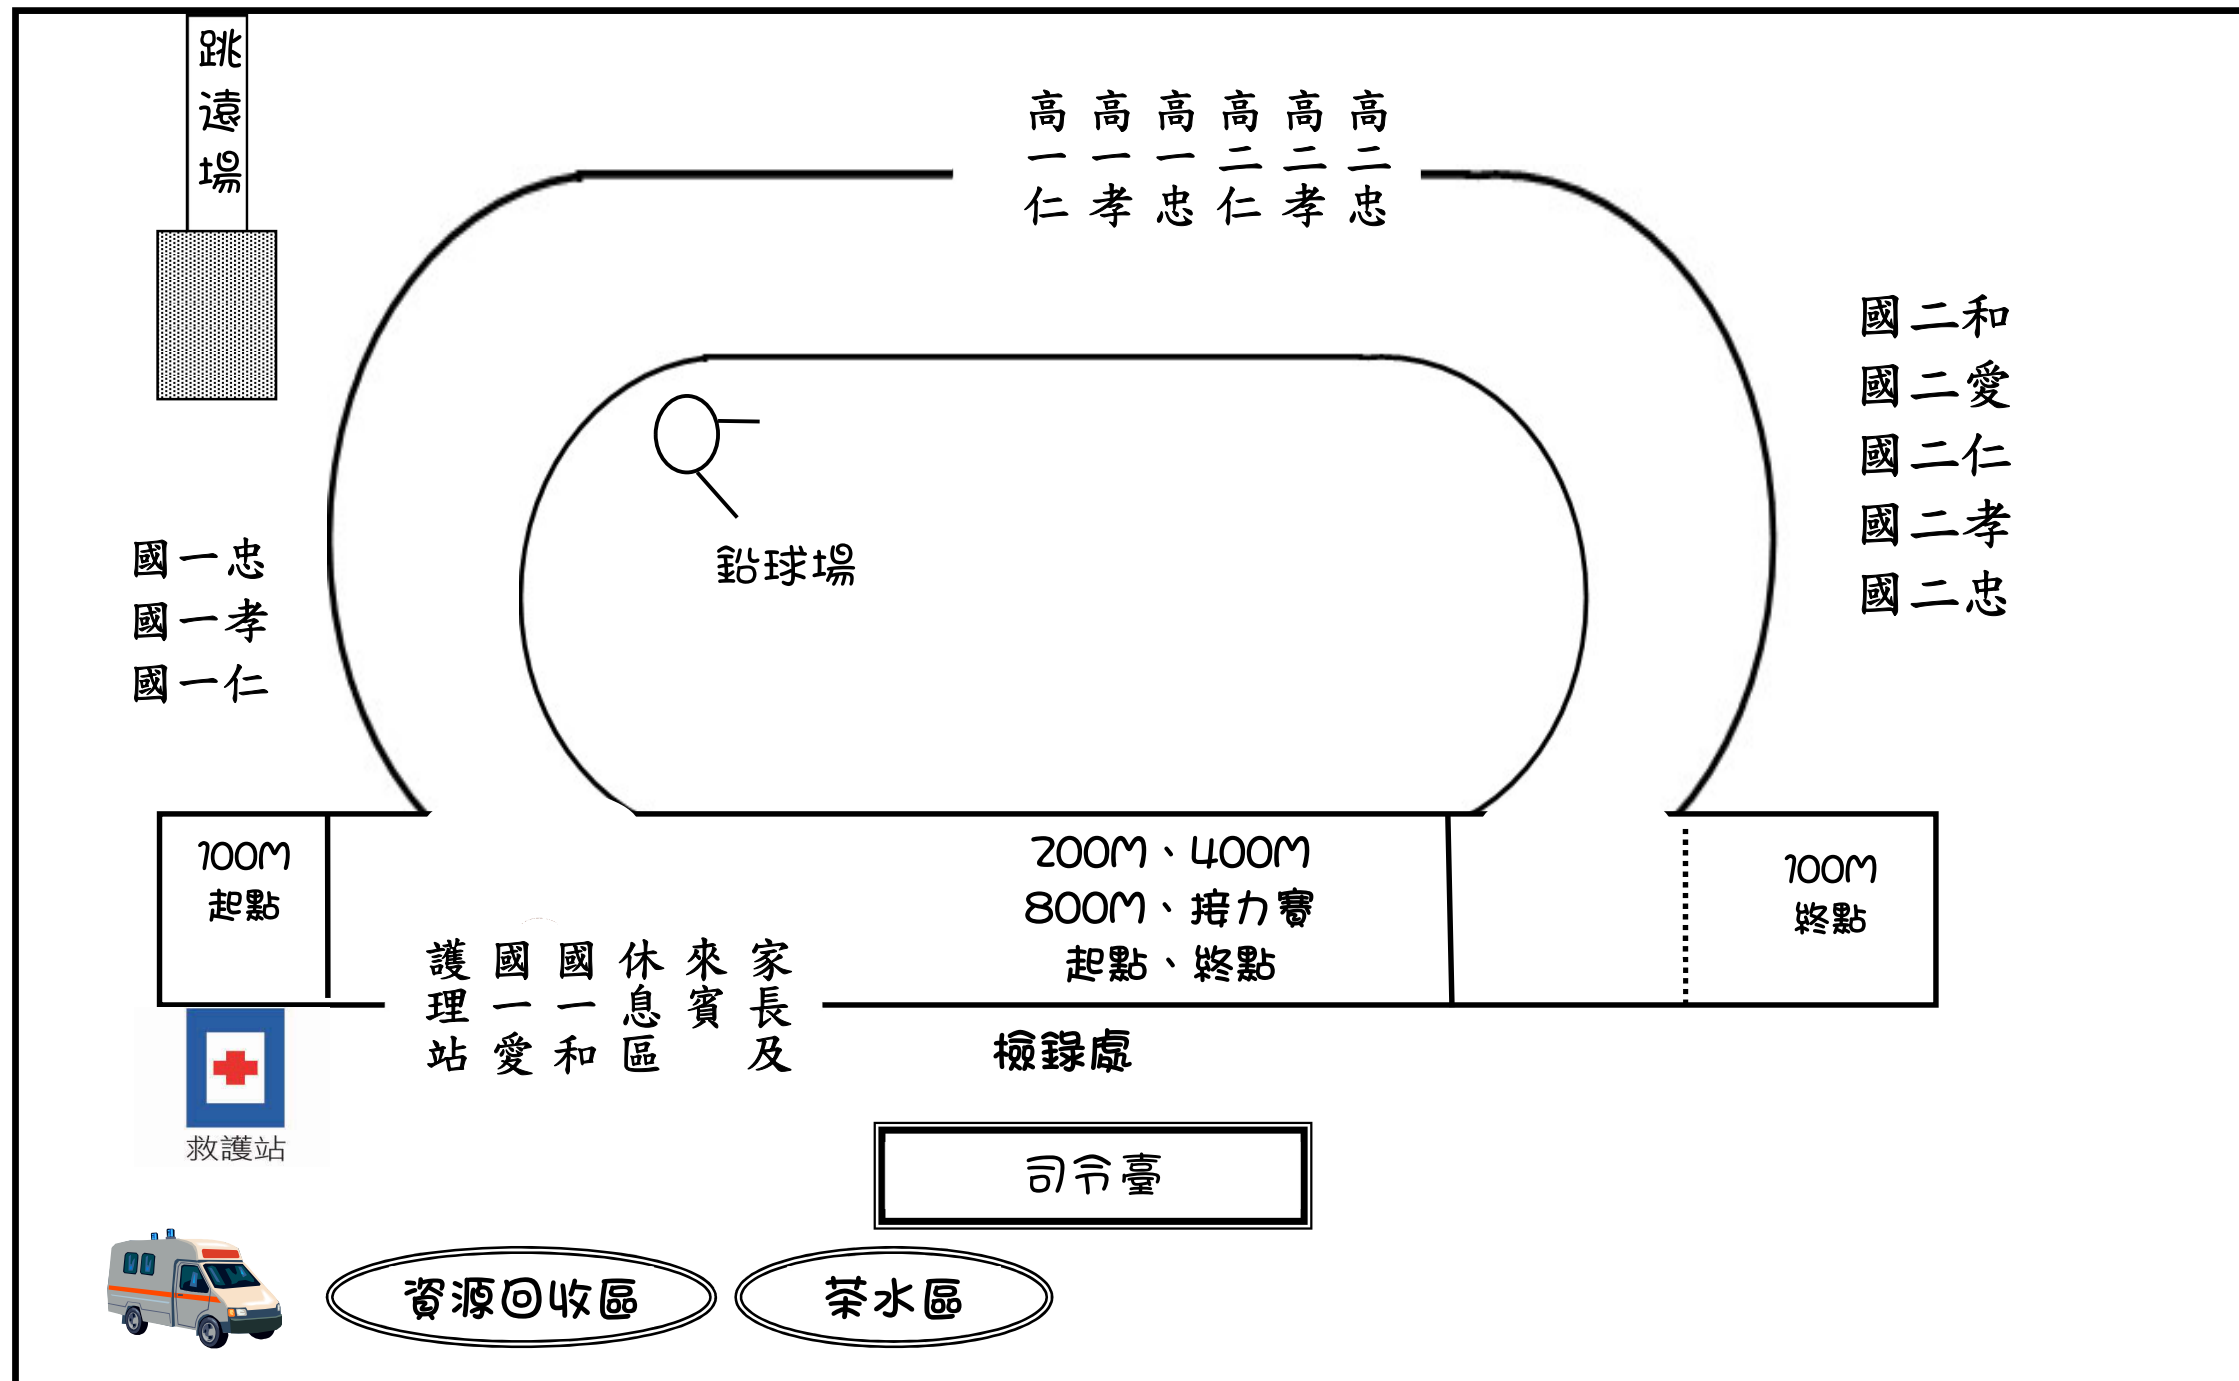 跳遠場
高一仁
高一孝
高一忠
高二仁
高二孝
高二忠
國二和
國二愛
國二仁
國二孝
國二忠
鉛球場
國一忠
國一孝
國一仁
100M
起點
200M、400M
800M、接力賽
起點、終點
100M
終點
護理站
國一愛
國一和
家長及
來賓
休息區
檢錄處
救護站
司令臺
資源回收區
茶水區